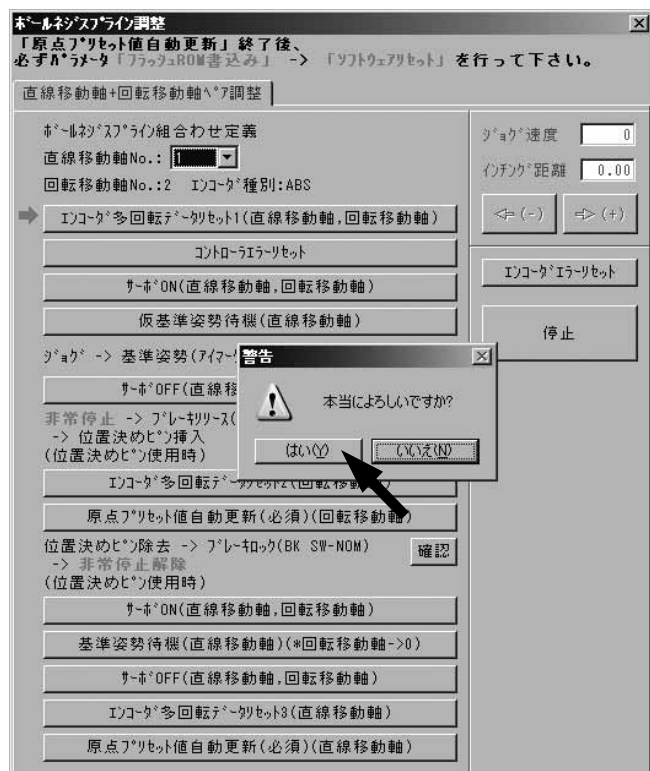 ﾎﾞｰﾙﾈｼﾞｽﾌﾟﾗｲﾝ調整
「原点ﾌﾟﾘｾｯﾄ値自動更新」終了後、
必ずﾊﾟﾗﾒｰﾀ「ﾌﾗｯｼｭROM書込み」 -> 「ｿﾌﾄｳｪｱﾘｾｯﾄ」を行って下さい。
直線移動軸+回転移動軸ﾍﾟｱ調整
ﾎﾞｰﾙﾈｼﾞｽﾌﾟﾗｲﾝ組合わせ定義
直線移動軸No.: 1
回転移動軸No.:2 ｴﾝｺｰﾀﾞ種別:ABS
ｴﾝｺｰﾀﾞ多回転ﾃﾞｰﾀﾘｾｯﾄ1(直線移動軸,回転移動軸)
ｺﾝﾄﾛｰﾗｴﾗｰﾘｾｯﾄ
ｻｰﾎﾞON(直線移動軸,回転移動軸)
仮基準姿勢待機(直線移動軸)
ｼﾞｮｸﾞ -> 基準姿勢(ｱｲﾏｰ
ｻｰﾎﾞOFF(直線移
非常停止 -> ﾌﾞﾚｰｷﾘﾘｰｽ(
-> 位置決めﾋﾟﾝ挿入
(位置決めﾋﾟﾝ使用時)
ｴﾝｺｰﾀﾞ多回転ﾃﾞｰﾀﾘｾｯﾄ2(回転移動軸)
原点ﾌﾟﾘｾｯﾄ値自動更新(必須)(回転移動軸)
位置決めﾋﾟﾝ除去 -> ﾌﾞﾚｰｷﾛｯｸ(BK SW-NOM)
確認
-> 非常停止解除
(位置決めﾋﾟﾝ使用時)
ｻｰﾎﾞON(直線移動軸,回転移動軸)
基準姿勢待機(直線移動軸)(*回転移動軸->0)
ｻｰﾎﾞOFF(直線移動軸,回転移動軸)
ｴﾝｺｰﾀﾞ多回転ﾃﾞｰﾀﾘｾｯﾄ3(直線移動軸)
原点ﾌﾟﾘｾｯﾄ値自動更新(必須)(直線移動軸)
ｼﾞｮｸﾞ速度 0
ｲﾝﾁﾝｸﾞ距離 0.00
(-)
(+)
ｴﾝｺｰﾀﾞｴﾗｰﾘｾｯﾄ
停止
警告
本当によろしいですか?
はい(Y)
いいえ(N)